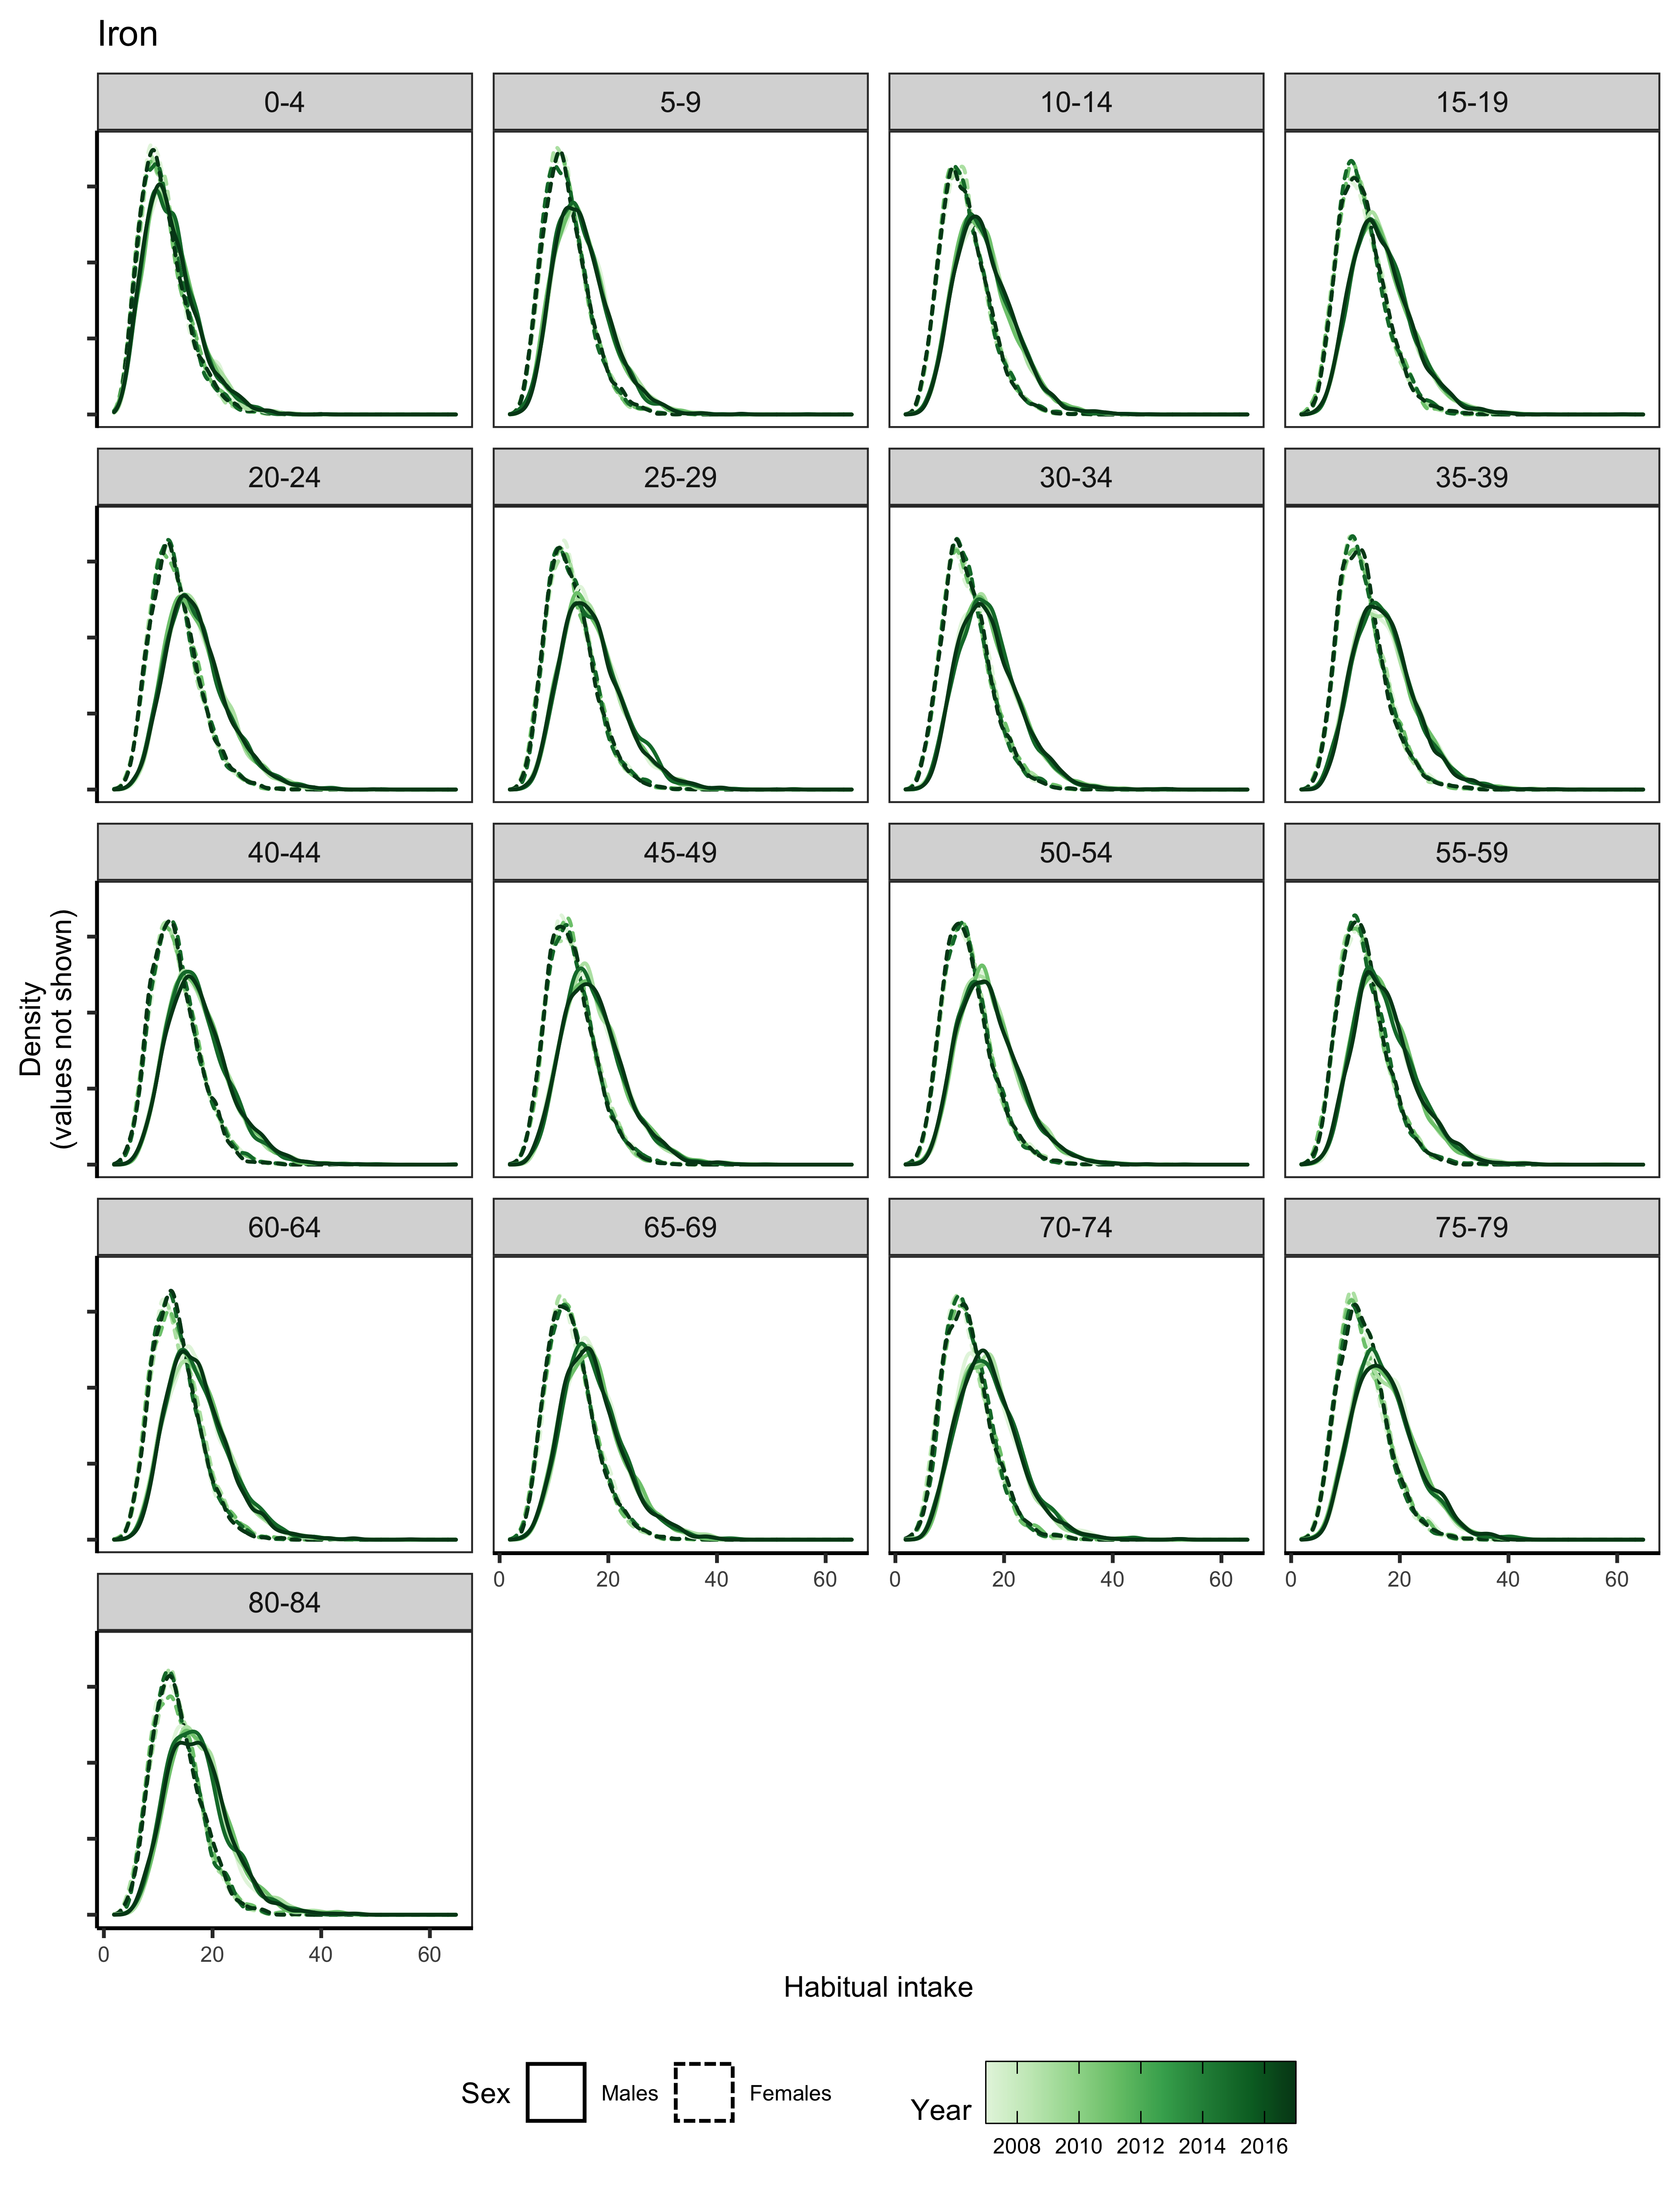 Iron
0-4 5-9 10-14 15-19
20-24 25-29 30-34 35-39
40-44 45-49 50-54 55-59
Density
(values not shown)
60-64 65-69 70-74 75-79
0 20 40 60 0 20 40 60 0 20 40 60
80-84
0 20 40 60
Habitual intake
Sex Males Females Year
2008 2010 2012 2014 2016